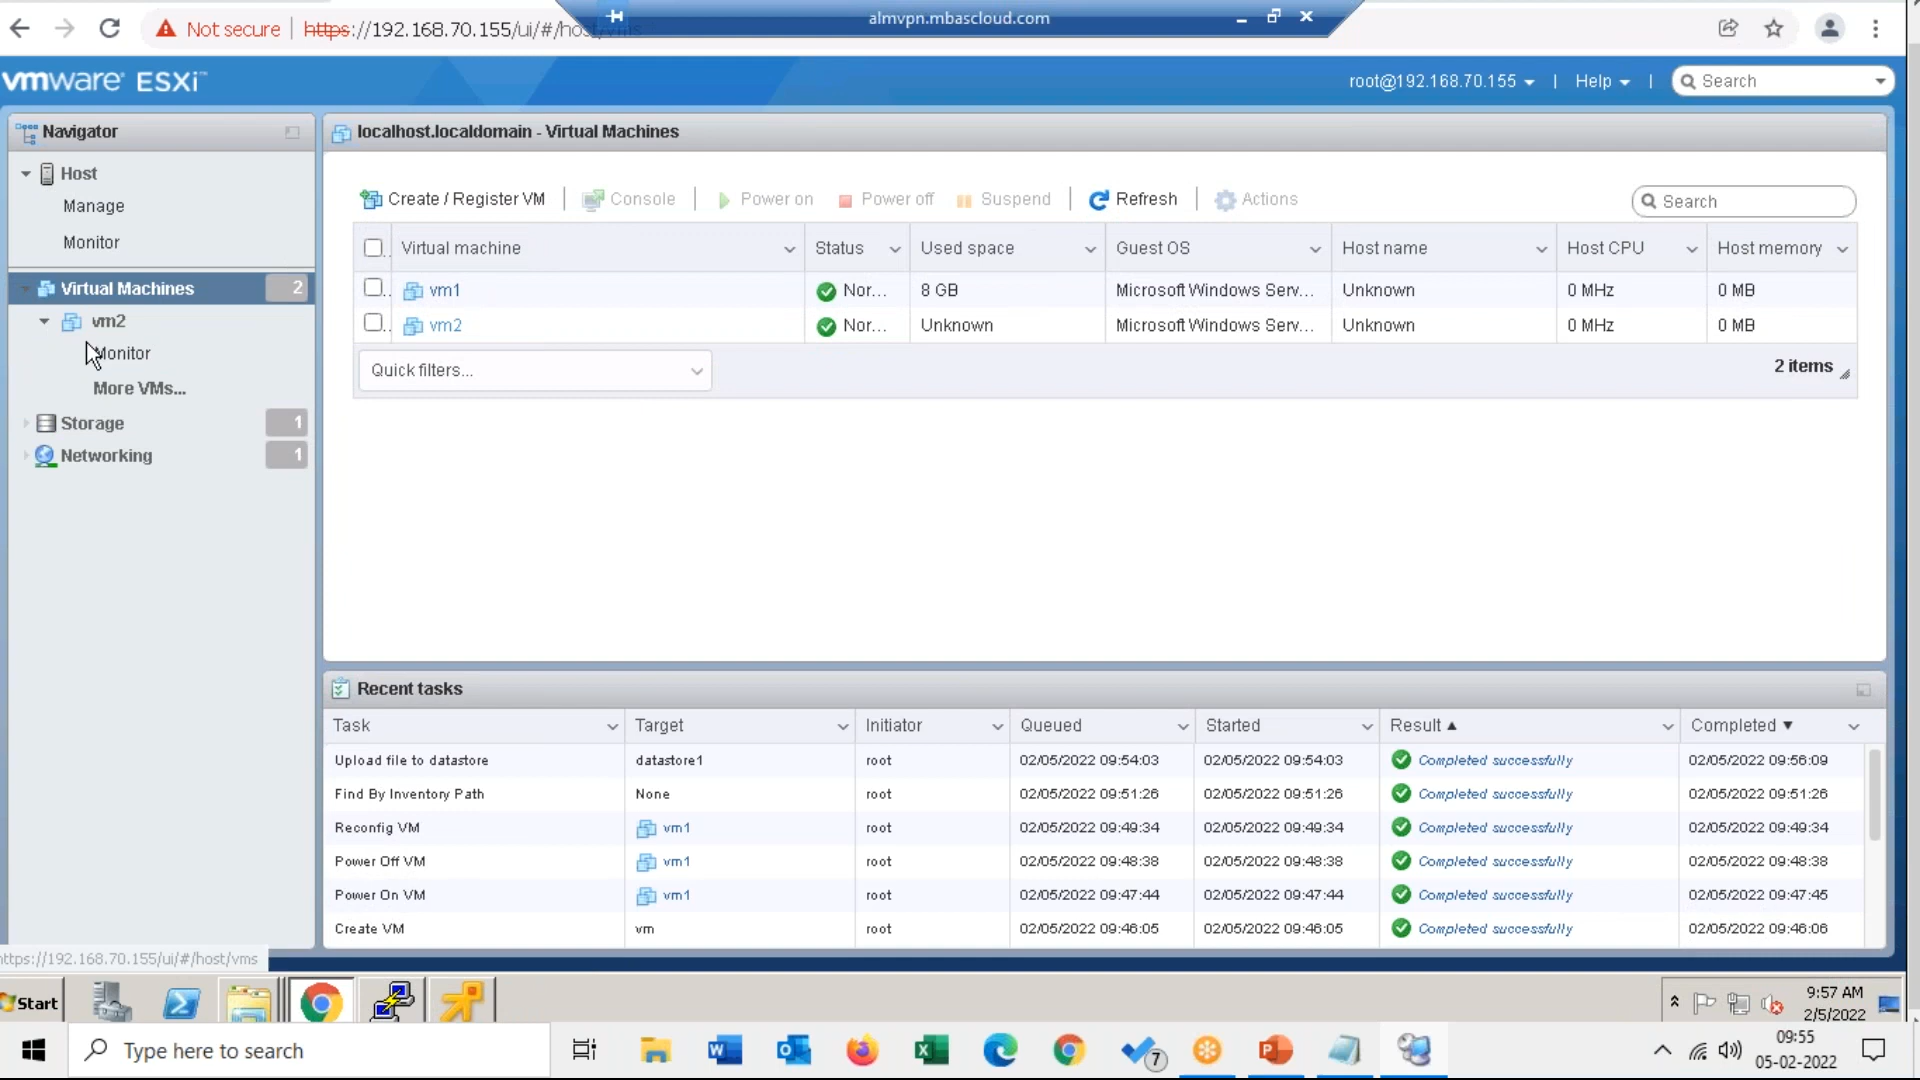 almvpn.mbascloud.com
Not secure https://192.168.70.155/ui/#/host/vms
vmware ESXi™
root@192.168.70.155 | Help | Search
Navigator
Host
Manage
Monitor
Virtual Machines 2
vm2
Monitor
More VMs...
Storage 1
Networking 1
https://192.168.70.155/ui/#/host/vms
localhost.localdomain - Virtual Machines
Create / Register VM | Console | Power on Power off Suspend | Refresh Actions Search
Virtual machine Status Used space Guest OS Host name Host CPU Host memory
vm1 Nor... 8 GB Microsoft Windows Serv... Unknown 0 MHz 0 MB
vm2 Nor... Unknown Microsoft Windows Serv... Unknown 0 MHz 0 MB
Quick filters... 2 items
Recent tasks
Task Target Initiator Queued Started Result Completed
Upload file to datastore datastore1 root 02/05/2022 09:54:03 02/05/2022 09:54:03 Completed successfully 02/05/2022 09:56:09
Find By Inventory Path None root 02/05/2022 09:51:26 02/05/2022 09:51:26 Completed successfully 02/05/2022 09:51:26
Reconfig VM vm1 root 02/05/2022 09:49:34 02/05/2022 09:49:34 Completed successfully 02/05/2022 09:49:34
Power Off VM vm1 root 02/05/2022 09:48:38 02/05/2022 09:48:38 Completed successfully 02/05/2022 09:48:38
Power On VM vm1 root 02/05/2022 09:47:44 02/05/2022 09:47:44 Completed successfully 02/05/2022 09:47:45
Create VM vm root 02/05/2022 09:46:05 02/05/2022 09:46:05 Completed successfully 02/05/2022 09:46:06
Start
9:57 AM
2/5/2022
Type here to search
7
09:55
05-02-2022